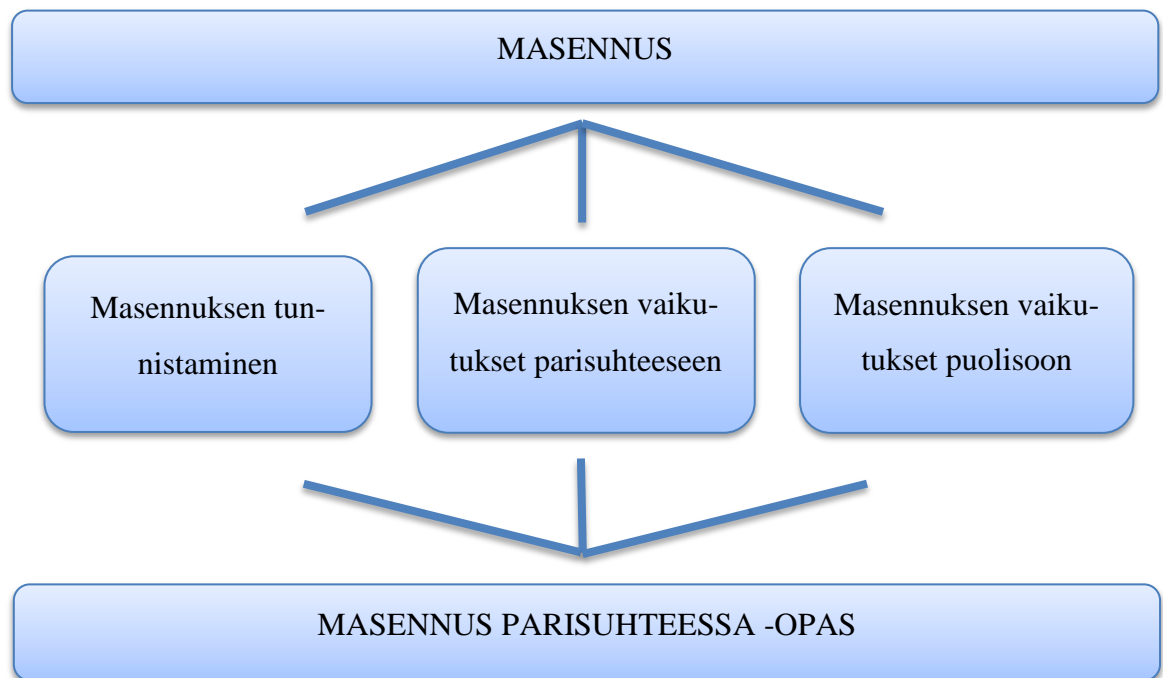 MASENNUS
Masennuksen tun-
nistaminen
Masennuksen vaiku-
tukset parisuhteeseen
Masennuksen vaiku-
tukset puolisoon
MASENNUS PARISUHTEESSA -OPAS